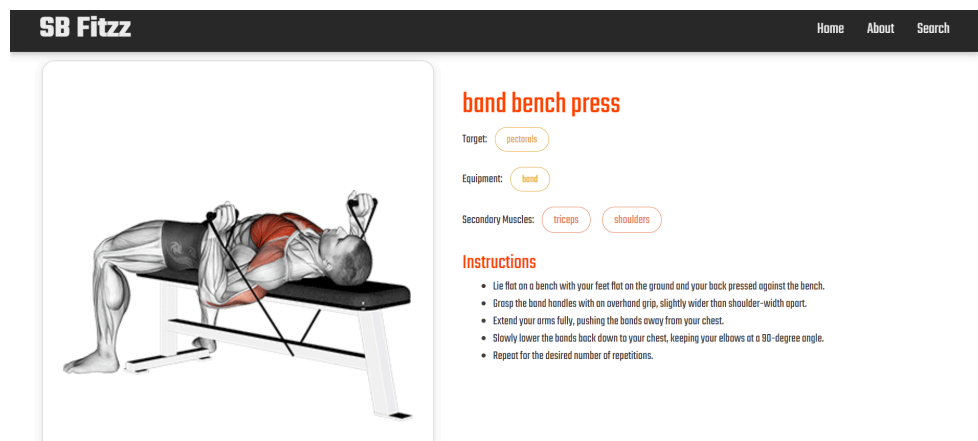 SB Fitzz
Home About Search
band bench press
Target: pectorals
Equipment: band
Secondary Muscles: triceps shoulders
Instructions
Lie flat on a bench with your feet flat on the ground and your back pressed against the bench.
Grasp the band handles with an overhand grip, slightly wider than shoulder-width apart.
Extend your arms fully, pushing the bands away from your chest.
Slowly lower the bands back down to your chest, keeping your elbows at a 90-degree angle.
Repeat for the desired number of repetitions.